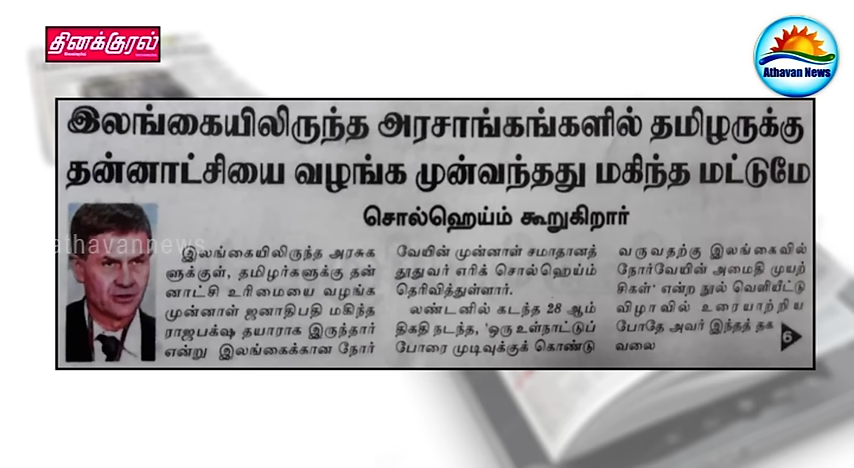 தினக்குரல்
Athavan News
இலங்கையிலிருந்த அரசாங்கங்களில் தமிழருக்கு
தன்னாட்சியை வழங்க முன்வந்தது மகிந்த மட்டுமே
சொல்ஹெய்ம் கூறுகிறார்
athavannews
இலங்கையிலிருந்த அரசுக
ளுக்குள், தமிழர்களுக்கு தன்
னாட்சி உரிமையை வழங்க
முன்னாள் ஜனாதிபதி மகிந்த
ராஜபக்ஷ தயாராக இருந்தார்
என்று இலங்கைக்கான நோர்
வேயின் முன்னாள் சமாதானத்
தூதுவர் எரிக் சொல்ஹெய்ம்
தெரிவித்துள்ளார்.
லண்டனில் கடந்த 28 ஆம்
திகதி நடந்த, 'ஒரு உள்நாட்டுப்
போரை முடிவுக்குக் கொண்டு
வருவதற்கு இலங்கைவில்
நோர்வேயின் அமைதி முயற்
சிகள்' என்ற நூல் வெளியீட்டு
விழாவில் உரையாற்றிய
போதே அவர் இந்தத் தக
வலை
6